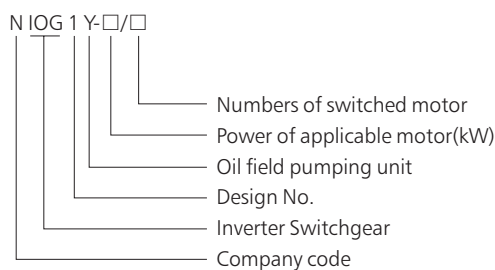 N IOG 1 Y-□/□
Numbers of switched motor
Power of applicable motor(kW)
Oil field pumping unit
Design No.
Inverter Switchgear
Company code